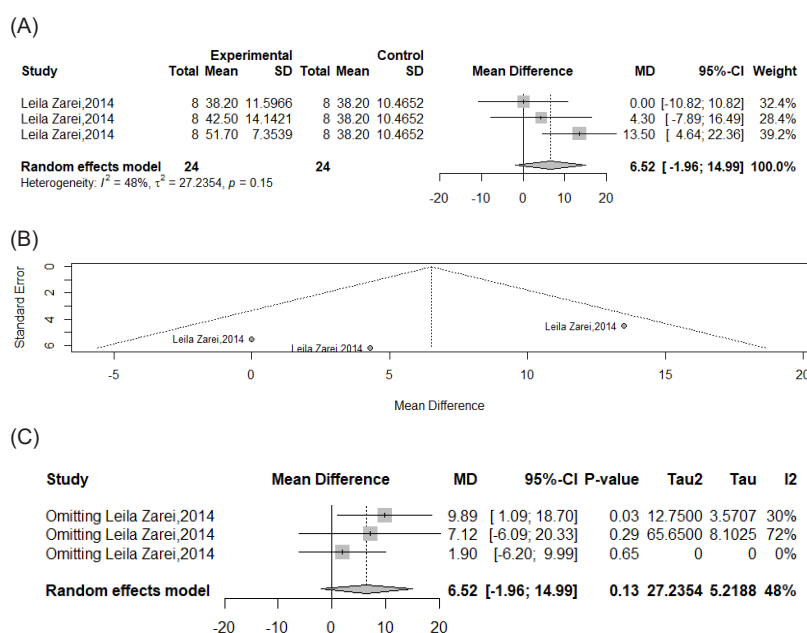 (A)
Experimental Control
Study Total Mean SD Total Mean SD Mean Difference MD 95%-CI Weight
Leila Zarei,2014 8 38.20 11.5966 8 38.20 10.4652 0.00 [-10.82; 10.82] 32.4%
Leila Zarei,2014 8 42.50 14.1421 8 38.20 10.4652 4.30 [ -7.89; 16.49] 28.4%
Leila Zarei,2014 8 51.70 7.3539 8 38.20 10.4652 13.50 [ 4.64; 22.36] 39.2%
Random effects model 24 24 6.52 [ -1.96; 14.99] 100.0%
Heterogeneity: I² = 48%, τ² = 27.2354, p = 0.15
-20 -10 0 10 20
(B)
Standard Error
0
2
4
6
Leila Zarei,2014
Leila Zarei,2014
Leila Zarei,2014
-5 0 5 10 15 20
Mean Difference
(C)
Study Mean Difference MD 95%-CI P-value Tau2 Tau I2
Omitting Leila Zarei,2014 9.89 [ 1.09; 18.70] 0.03 12.7500 3.5707 30%
Omitting Leila Zarei,2014 7.12 [-6.09; 20.33] 0.29 65.6500 8.1025 72%
Omitting Leila Zarei,2014 1.90 [-6.20; 9.99] 0.65 0 0 0%
Random effects model 6.52 [-1.96; 14.99] 0.13 27.2354 5.2188 48%
-20 -10 0 10 20